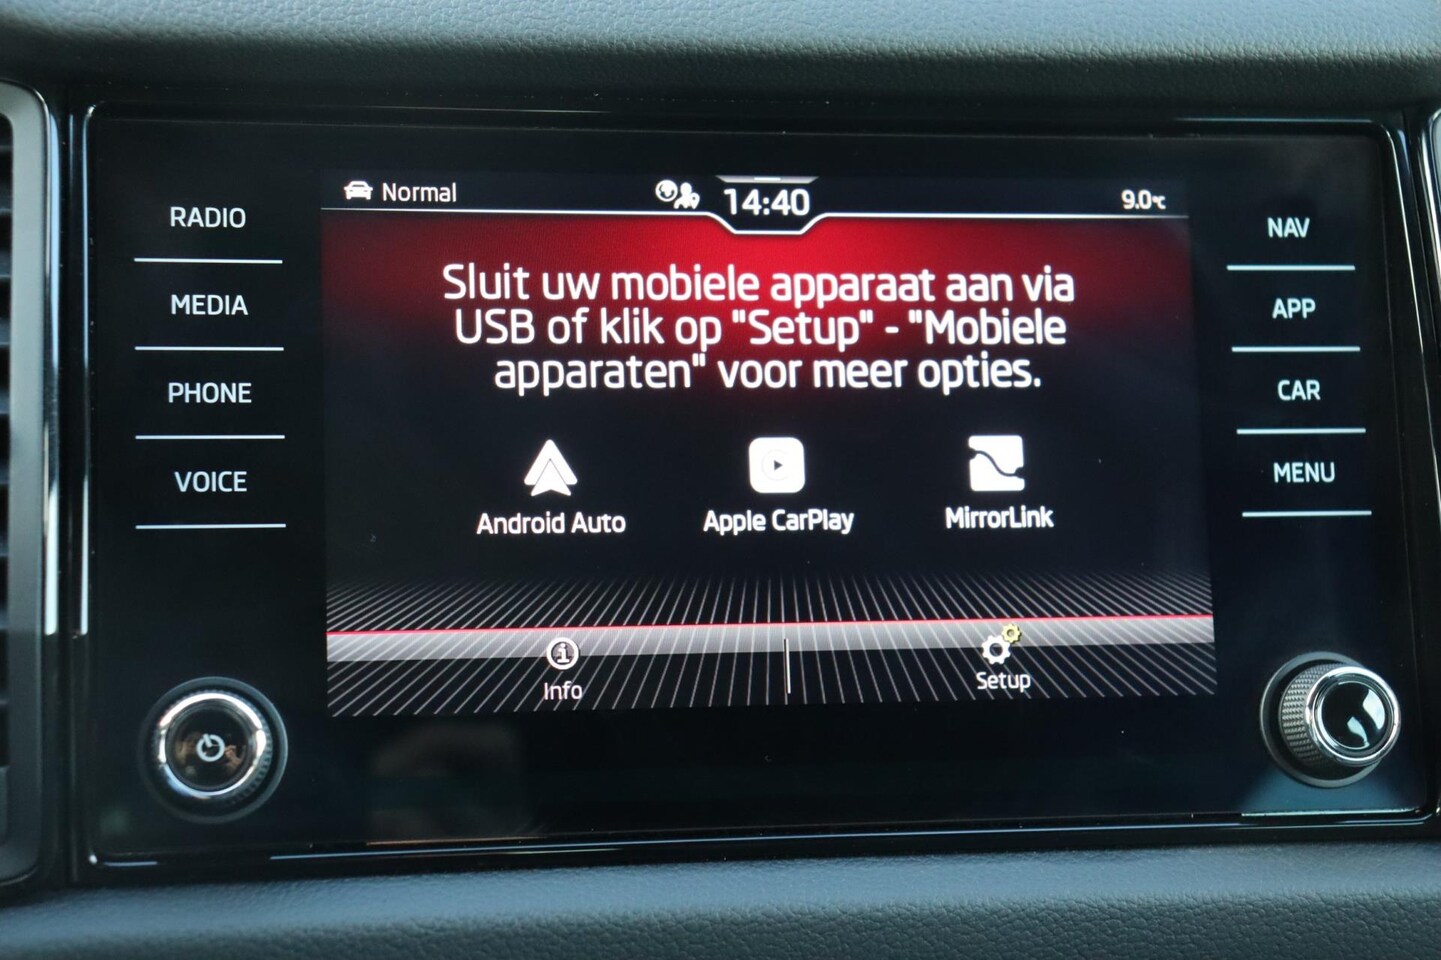 Normal
14:40
9.0°C
RADIO
MEDIA
PHONE
VOICE
Sluit uw mobiele apparaat aan via
USB of klik op "Setup" - "Mobiele
apparaten" voor meer opties.
Android Auto
Apple CarPlay
MirrorLink
Info
Setup
NAV
APP
CAR
MENU